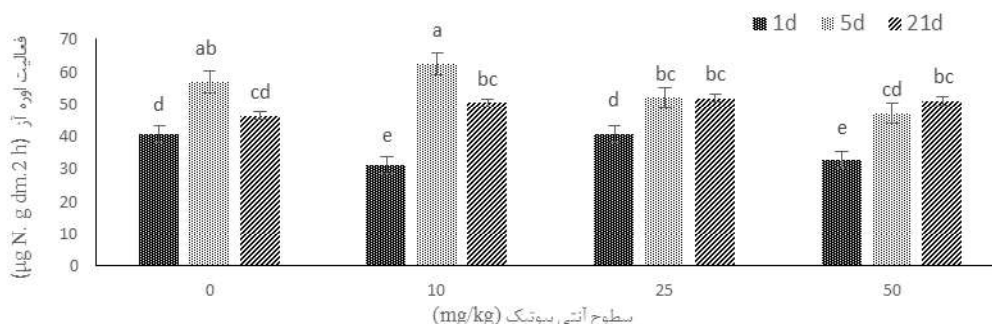 1d 5d 21d
فعالیت اوره آز
(µg N. g dm.2 h)
70
60
50
40
30
20
10
0
d ab cd
e a bc
d bc bc
e cd bc
0 10 25 50
سطوح آنتی بیوتیک (mg/kg)